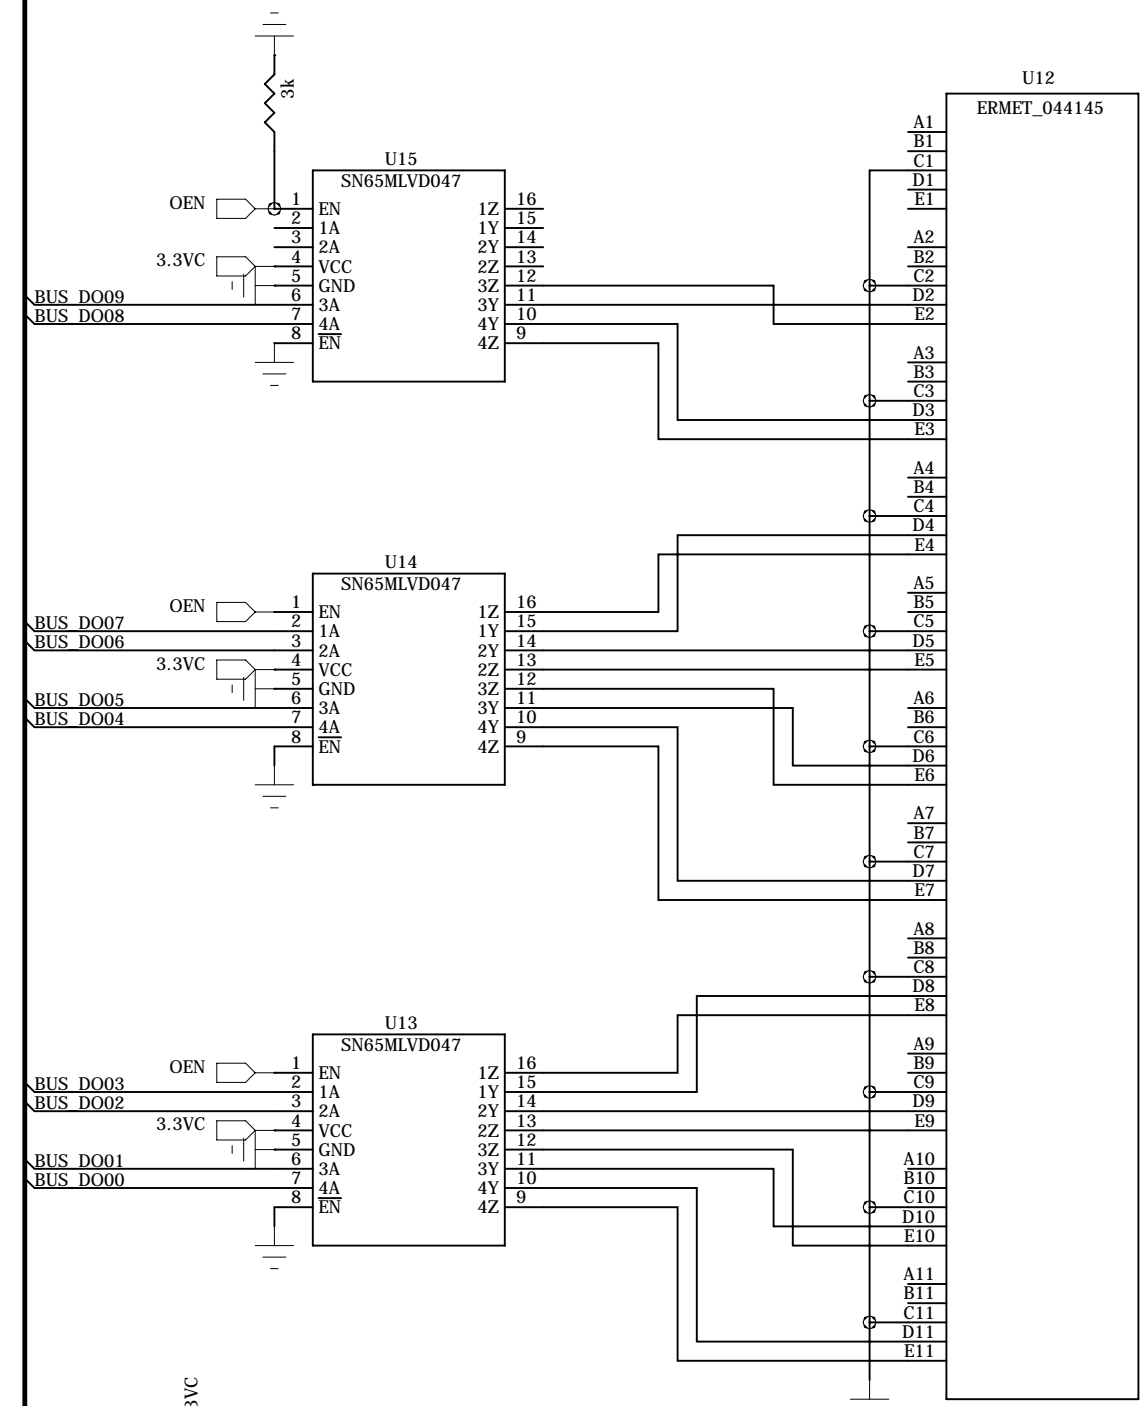 U12
ERMET_044145
3k
U15
SN65MLVD047
OEN
3.3VC
BUS_DO09
BUS_DO08
1 EN
2 1A
3 2A
4 VCC
5 GND
6 3A
7 4A
8 EN
1Z 16
1Y 15
2Y 14
2Z 13
3Z 12
3Y 11
4Y 10
4Z 9
U14
SN65MLVD047
OEN
BUS_DO07
BUS_DO06
3.3VC
BUS_DO05
BUS_DO04
1 EN
2 1A
3 2A
4 VCC
5 GND
6 3A
7 4A
8 EN
1Z 16
1Y 15
2Y 14
2Z 13
3Z 12
3Y 11
4Y 10
4Z 9
U13
SN65MLVD047
OEN
BUS_DO03
BUS_DO02
3.3VC
BUS_DO01
BUS_DO00
1 EN
2 1A
3 2A
4 VCC
5 GND
6 3A
7 4A
8 EN
1Z 16
1Y 15
2Y 14
2Z 13
3Z 12
3Y 11
4Y 10
4Z 9
A1
B1
C1
D1
E1
A2
B2
C2
D2
E2
A3
B3
C3
D3
E3
A4
B4
C4
D4
E4
A5
B5
C5
D5
E5
A6
B6
C6
D6
E6
A7
B7
C7
D7
E7
A8
B8
C8
D8
E8
A9
B9
C9
D9
E9
A10
B10
C10
D10
E10
A11
B11
C11
D11
E11